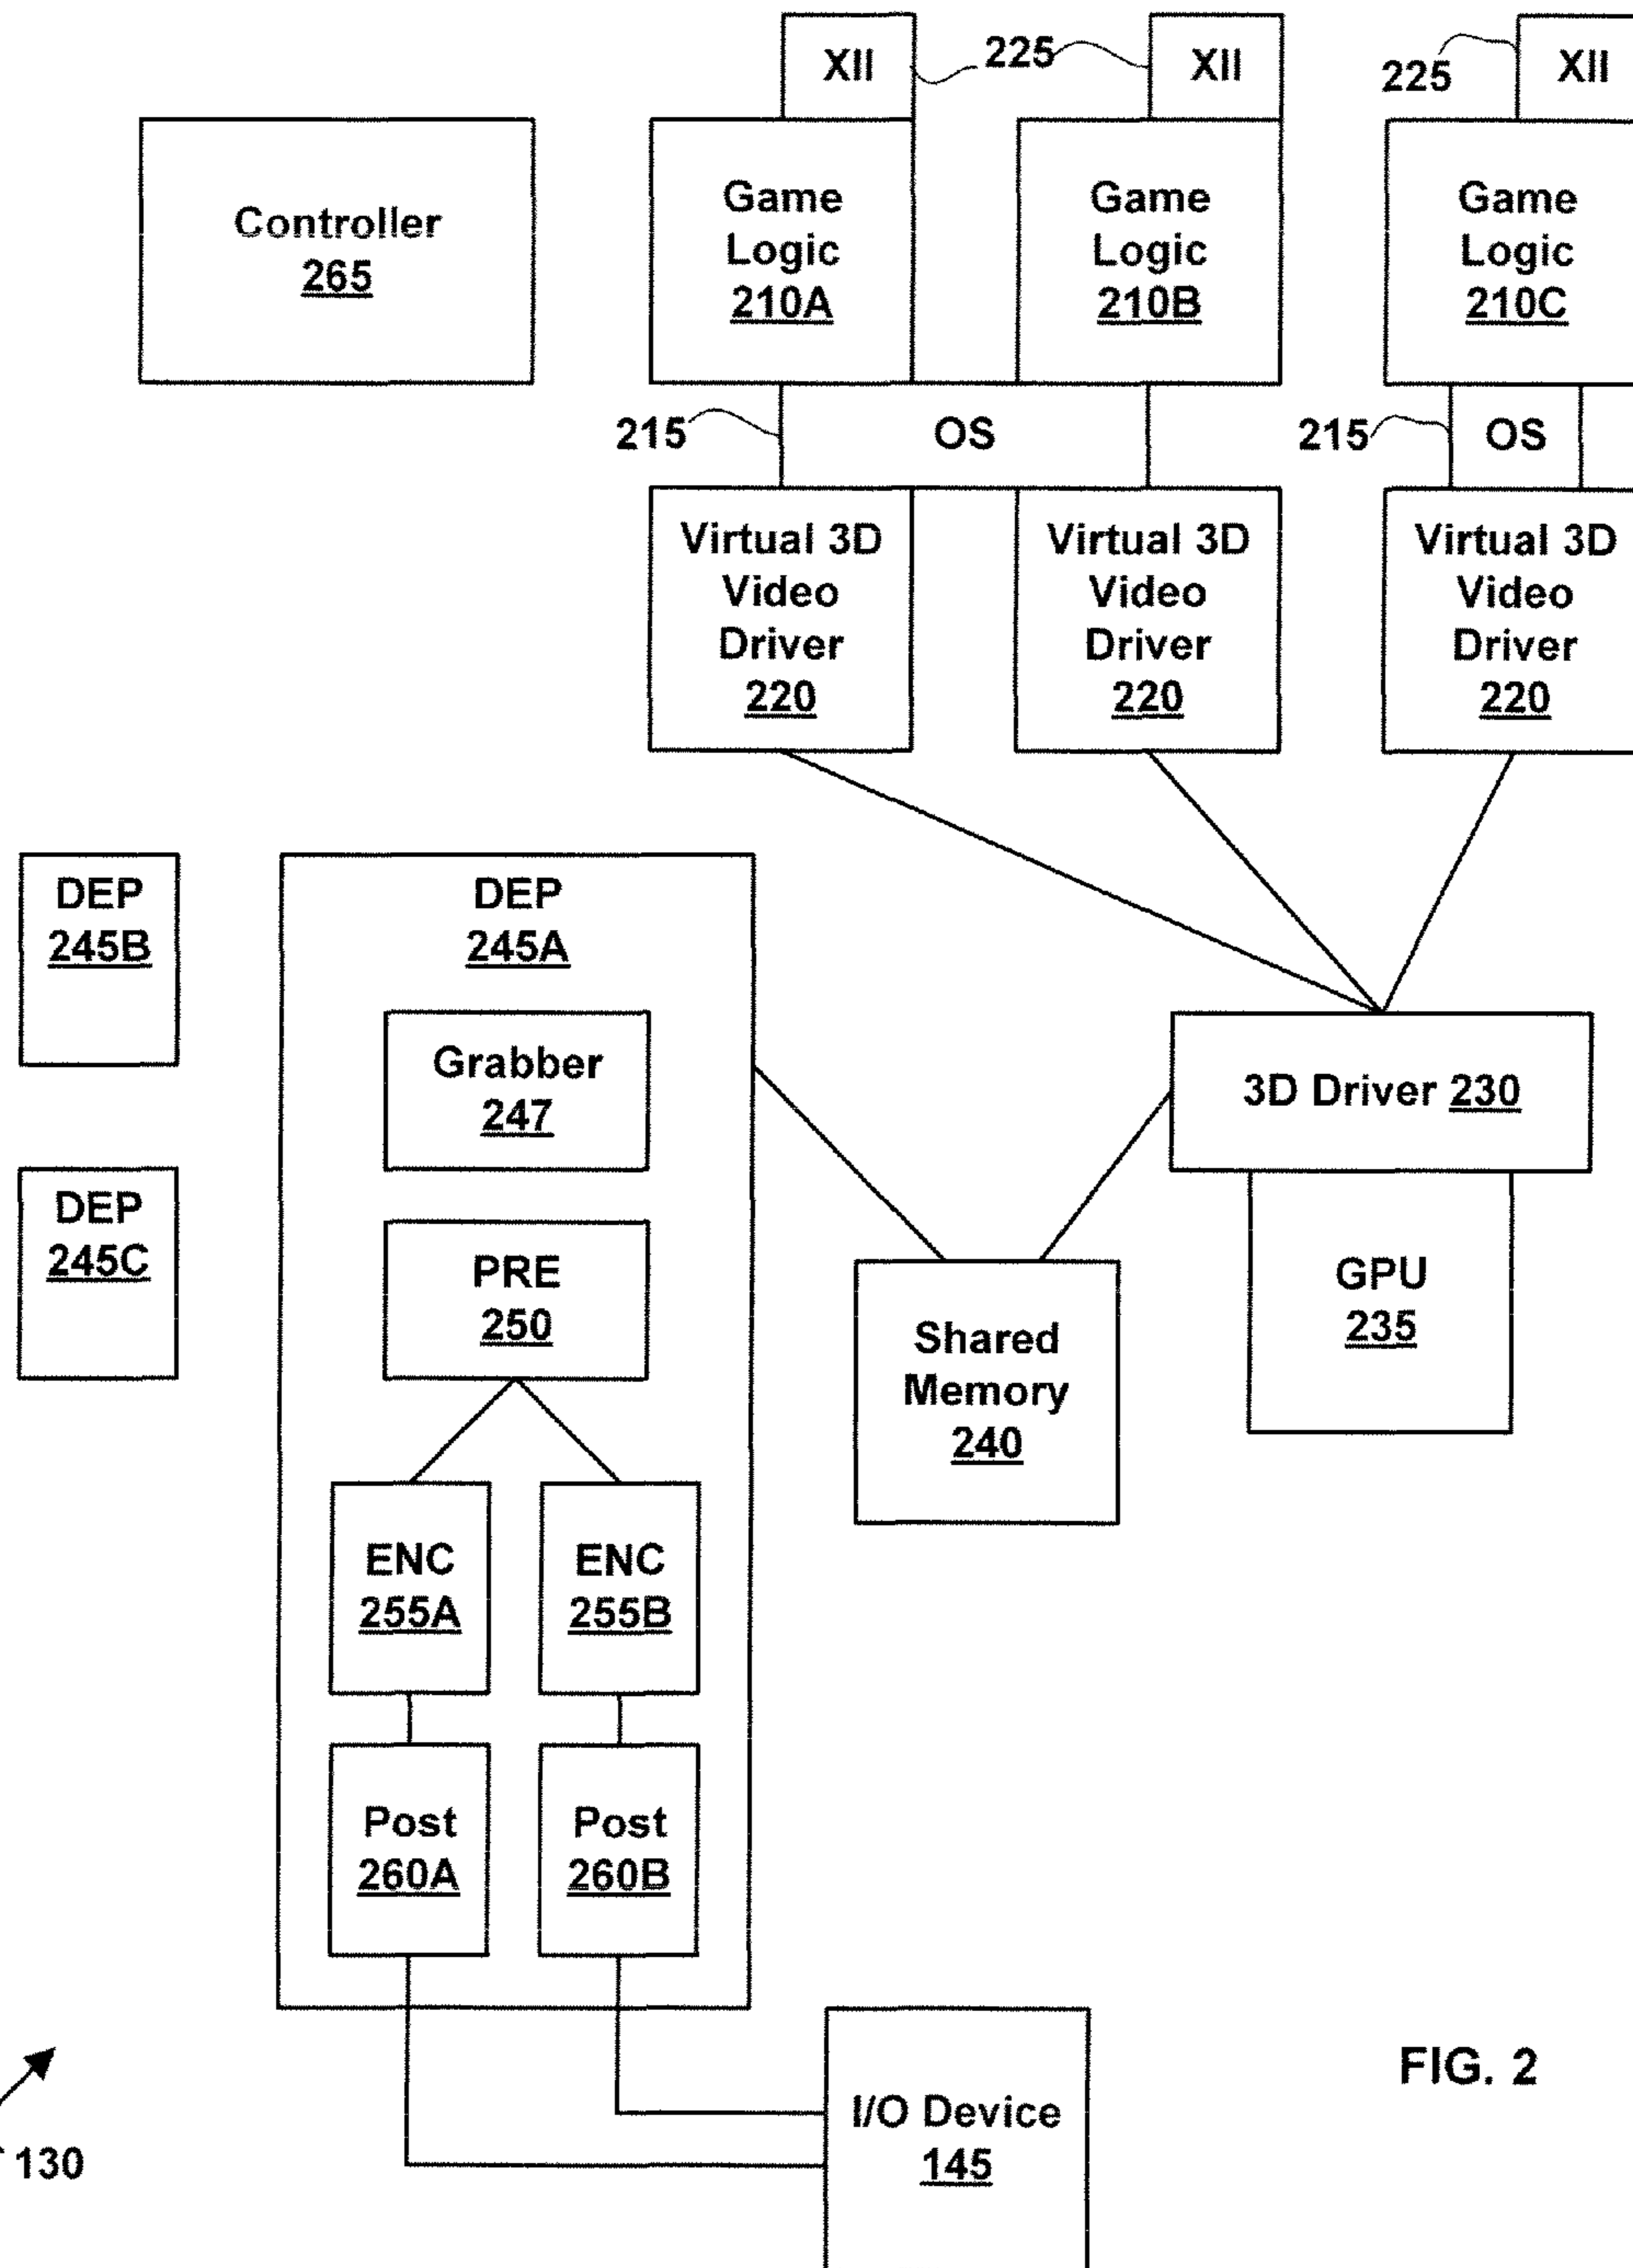 XII
225
XII
225
XII
Controller
265
Game
Logic
210A
Game
Logic
210B
Game
Logic
210C
215
OS
215
OS
Virtual 3D
Video
Driver
220
Virtual 3D
Video
Driver
220
Virtual 3D
Video
Driver
220
DEP
245B
DEP
245A
Grabber
247
3D Driver 230
DEP
245C
PRE
250
Shared
Memory
240
GPU
235
ENC
255A
ENC
255B
Post
260A
Post
260B
I/O Device
145
FIG. 2
130